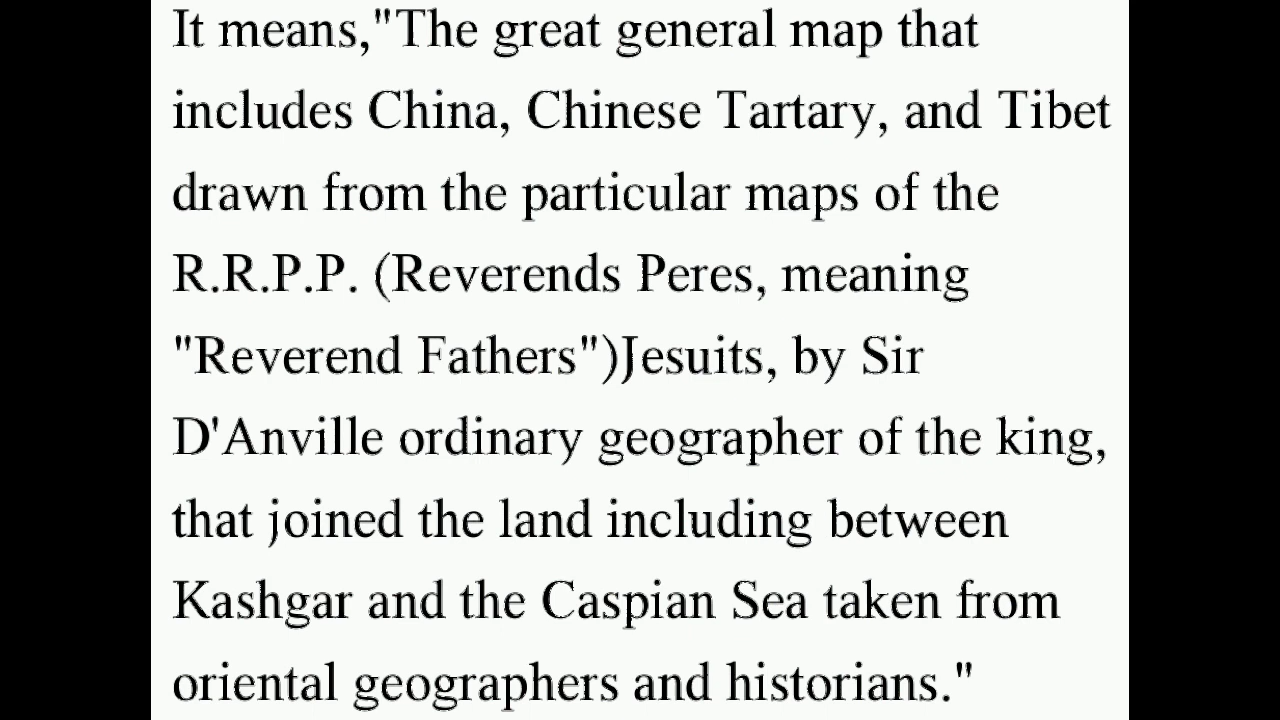 It means,"The great general map that
includes China, Chinese Tartary, and Tibet
drawn from the particular maps of the
R.R.P.P. (Reverends Peres, meaning
"Reverend Fathers")Jesuits, by Sir
D'Anville ordinary geographer of the king,
that joined the land including between
Kashgar and the Caspian Sea taken from
oriental geographers and historians."